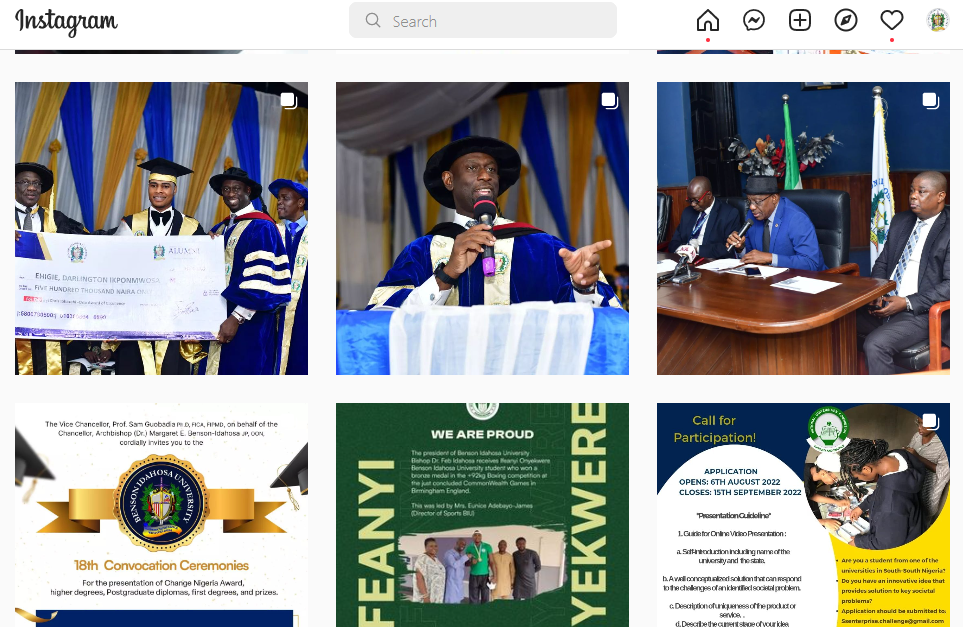 Instagram
Search
ALUMNI
EHIGIE, DARLINGTON IKPONMWOSA
FIVE HUNDRED THOUSAND NAIRA
The Vice Chancellor, Prof. Sam Guobadia Ph.D, FICA, FIPMD, on behalf of the
Chancellor, Archbishop (Dr.) Margaret E. Benson-Idahosa JP, OON,
cordially invites you to the
BENSON IDAHOSA UNIVERSITY
18th Convocation Ceremonies
For the presentation of Change Nigeria Award,
higher degrees, Postgraduate diplomas, first degrees, and prizes.
FEANYI
WE ARE PROUD
The president of Benson Idahosa University
Bishop Dr. Feb Idahosa receives Ifeanyi Onyekwere
Benson Idahosa University student who won a
bronze medal in the +92kg Boxing competition at
the just concluded CommonWealth Games in
Birmingham England.
This was led by Mrs. Eunice Adebayo-James
(Director of Sports BIU)
YEKWERE
Call for
Participation!
APPLICATION
OPENS: 6TH AUGUST 2022
CLOSES: 15TH SEPTEMBER 2022
"Presentation Guideline"
1. Guide for Online Video Presentation :
a. Self-introduction including name of the
university and the state.
b. A well conceptualized solution that can respond
to the challenges of an identified societal problem.
c. Description of uniqueness of the product or
service. .
d. Describe the current stage of your idea
Are you a student from one of the
universities in South-South Nigeria?
Do you have an innovative idea that
provides solution to key societal
problems?
Application should be submitted to:
Ssenterprise.challenge@gmail.com